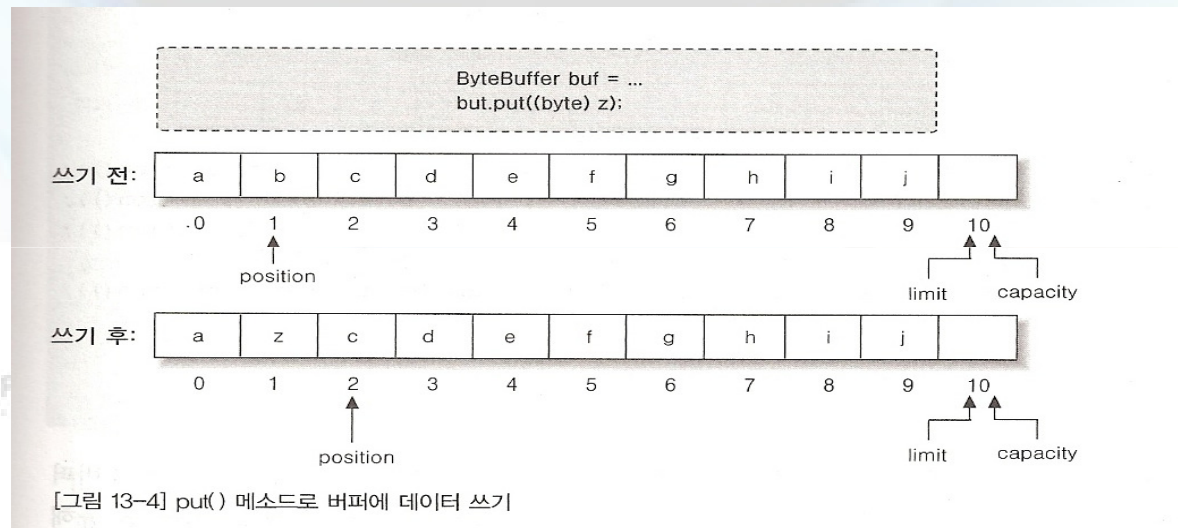 ByteBuffer buf = ...
but.put((byte) z);
쓰기 전: a b c d e f g h i j
.0 1 2 3 4 5 6 7 8 9 10
position
limit capacity
쓰기 후: a z c d e f g h i j
0 1 2 3 4 5 6 7 8 9 10
position
limit capacity
[그림 13-4] put() 메소드로 버퍼에 데이터 쓰기